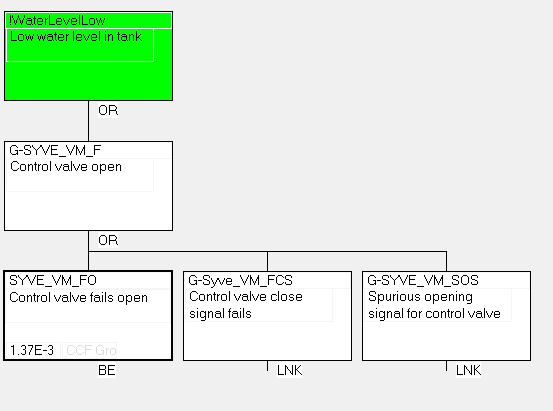 !WaterLevelLow
Low water level in tank
OR
G-SYVE_VM_F
Control valve open
OR
SYVE_VM_FO
Control valve fails open
1.37E-3 CCF Gro
BE
G-Syve_VM_FCS
Control valve close
signal fails
LNK
G-SYVE_VM_SOS
Spurious opening
signal for control valve
LNK